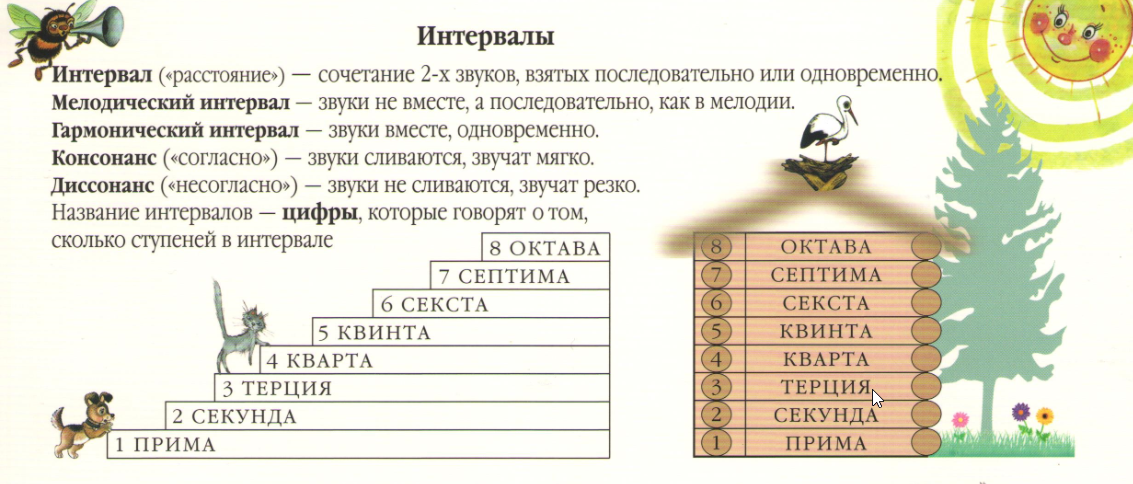 Интервалы
Интервал («расстояние») — сочетание 2-х звуков, взятых последовательно или одновременно.
Мелодический интервал — звуки не вместе, а последовательно, как в мелодии.
Гармонический интервал — звуки вместе, одновременно.
Консонанс («согласно») — звуки сливаются, звучат мягко.
Диссонанс («несогласно») — звуки не сливаются, звучат резко.
Название интервалов — цифры, которые говорят о том,
сколько ступеней в интервале
8 ОКТАВА
7 СЕПТИМА
6 СЕКСТА
5 КВИНТА
4 КВАРТА
3 ТЕРЦИЯ
2 СЕКУНДА
1 ПРИМА
8 ОКТАВА
7 СЕПТИМА
6 СЕКСТА
5 КВИНТА
4 КВАРТА
3 ТЕРЦИЯ
2 СЕКУНДА
1 ПРИМА